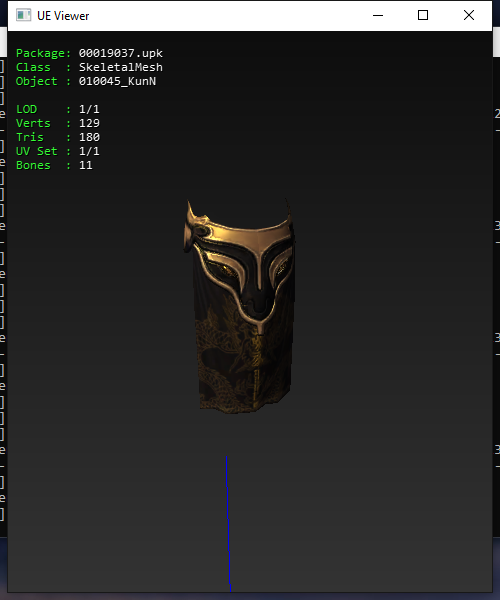 UE Viewer
Package: 00019037.upk
Class : SkeletalMesh
Object : 010045_KunN
LOD : 1/1
Verts : 129
Tris : 180
UV Set : 1/1
Bones : 11